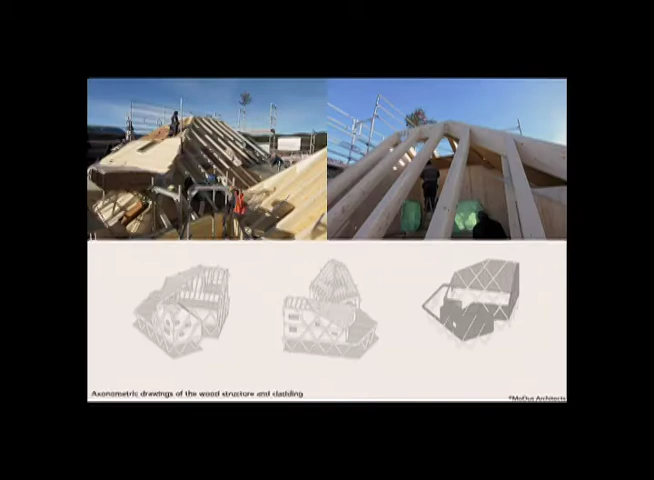 Axonometric drawings of the wood structure and cladding
©MoDus Architects